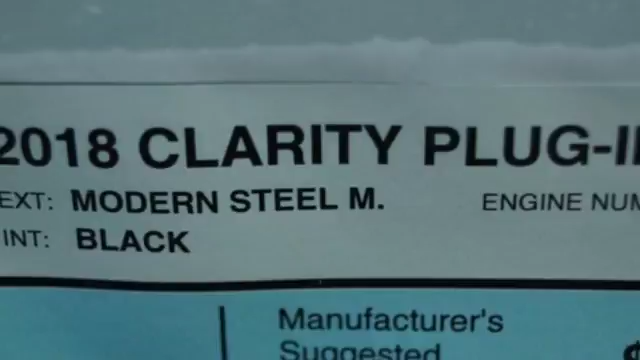 2018 CLARITY PLUG-I
EXT: MODERN STEEL M. ENGINE NUM
INT: BLACK
Manufacturer's
Suggested